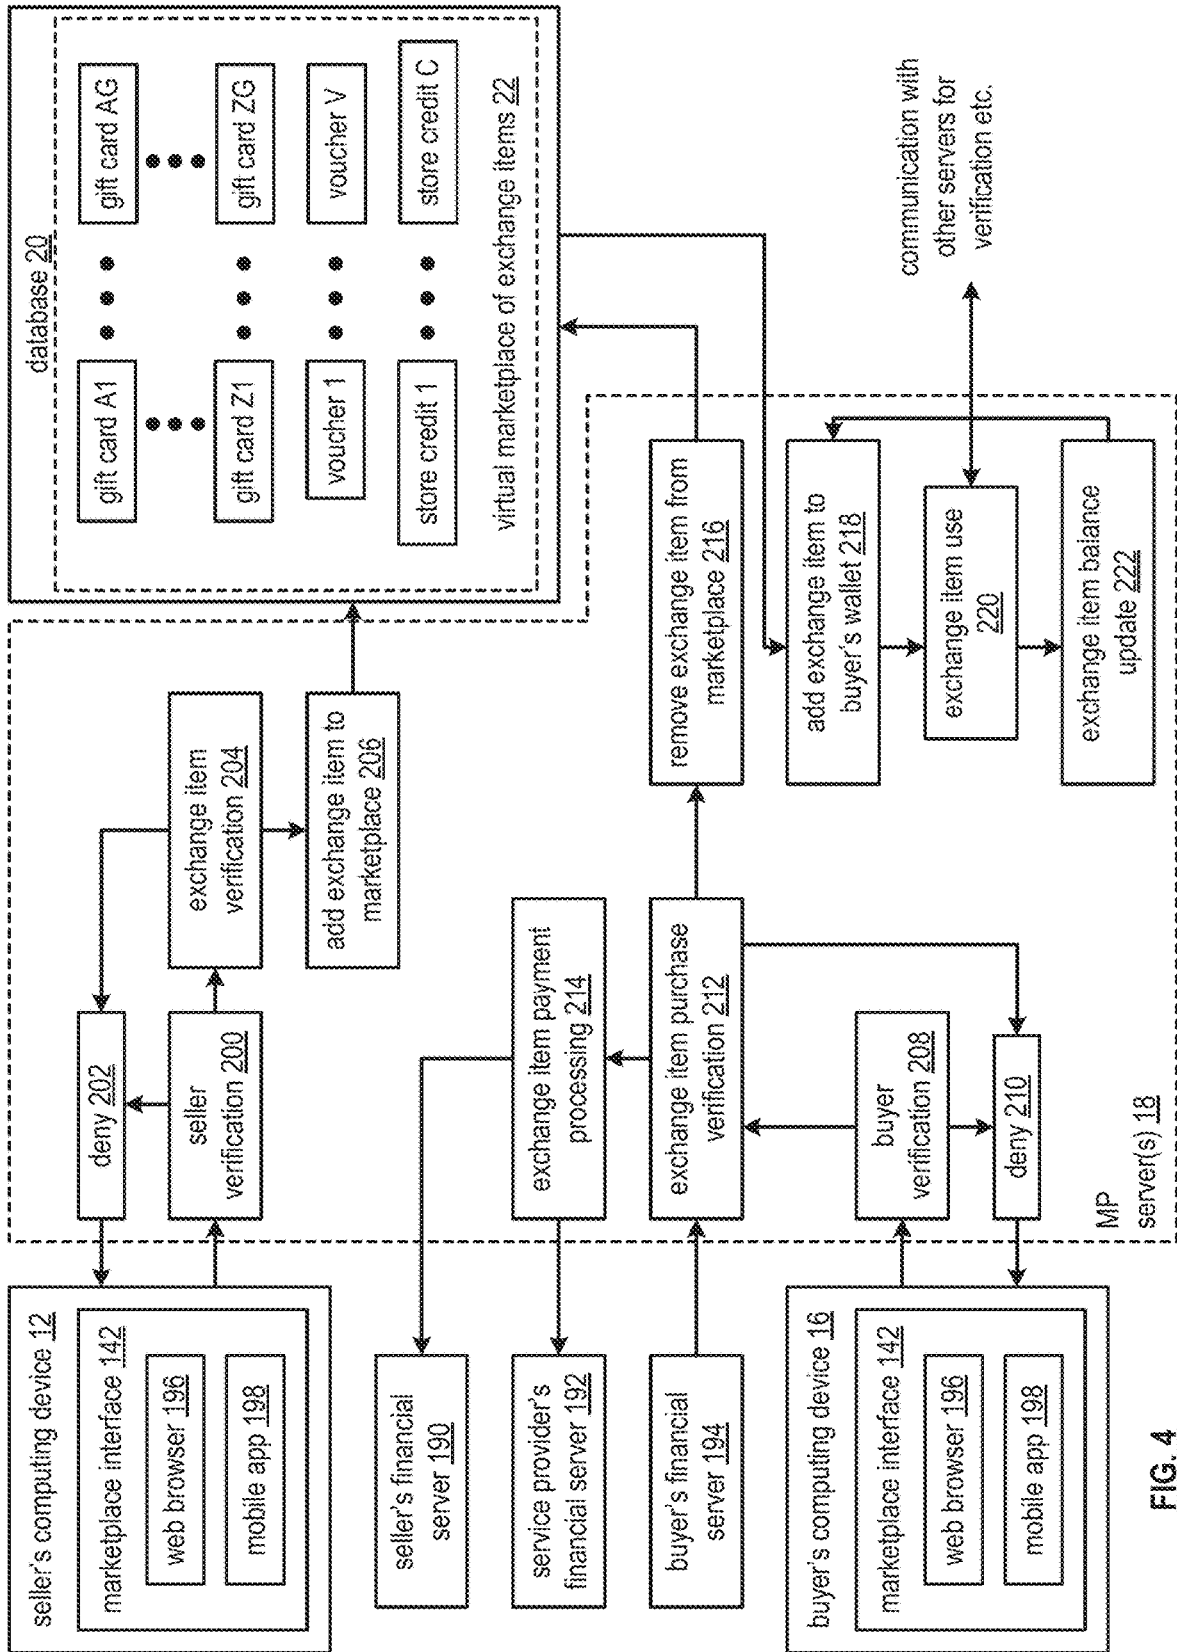 seller's computing device 12
marketplace interface 142
web browser 196
mobile app 198
seller's financial
server 190
service provider's
financial server 192
buyer's financial
server 194
buyer's computing device 16
marketplace interface 142
web browser 196
mobile app 198
deny 202
seller
verification 200
exchange item
verification 204
add exchange item to
marketplace 206
exchange item payment
processing 214
exchange item purchase
verification 212
buyer
verification 208
deny 210
MP
server(s) 18
remove exchange item from
marketplace 216
add exchange item to
buyer's wallet 218
exchange item use
220
exchange item balance
update 222
database 20
gift card A1
gift card AG
gift card Z1
gift card ZG
voucher 1
voucher V
store credit 1
store credit C
virtual marketplace of exchange items 22
communication with
other servers for
verification etc.
FIG. 4